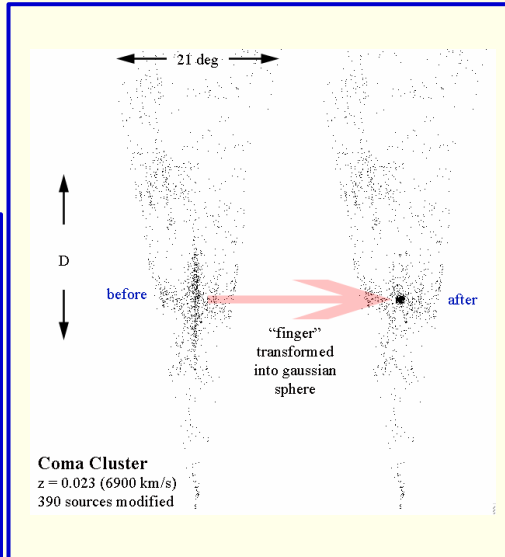 21 deg
D
before
after
“finger”
transformed
into gaussian
sphere
Coma Cluster
z = 0.023 (6900 km/s)
390 sources modified